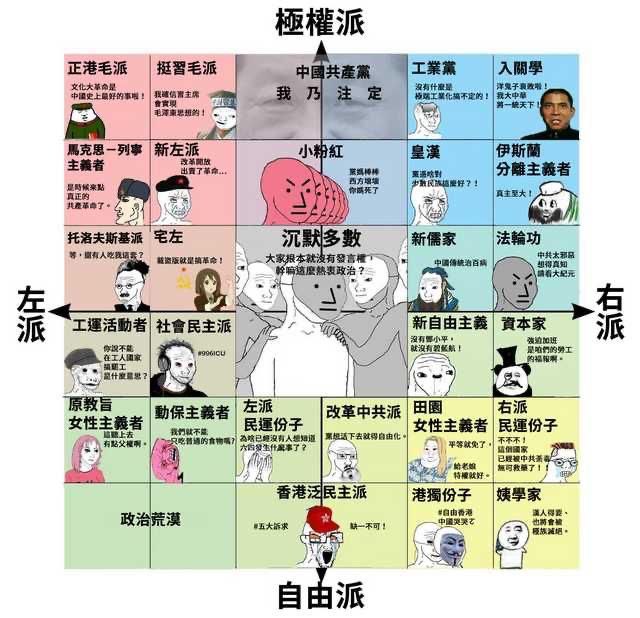 極權派
正港毛派
文化大革命是
中國史上最好的事啦！
挺習毛派
我確信習主席
會實現
毛澤東思想的！
中國共產黨
我乃注定
工業黨
沒有什麼是
極端工業化搞不定的！
入關學
洋鬼子衰敗啦！
我大中華
將一統天下！
馬克思－列寧
主義者
是時候來點
真正的
共產革命了。
新左派
改革開放
出賣了革命...
小粉紅
黨媽棒棒
西方壞壞
你媽死了
皇漢
黨還啥對
少數民族這麼好？！
伊斯蘭
分離主義者
真主至大！
托洛夫斯基派
等，還有人吃我這套？
宅左
截盜版就是搞革命！
沉默多數
大家根本就沒有發言權，
幹嘛這麼熱衷政治？
新儒家
中國傳統治百病
法輪功
中共太邪惡
想得真知
請看大紀元
左派
右派
工運活動者
你說不能
在工人國家
搞罷工
是什麼意思？
社會民主派
#996ICU
新自由主義
沒有鄧小平，
就沒有碧藍航！
資本家
強迫加班
是咱們的勞工
的福報啊。
原教旨
女性主義者
這聽上去
有點父權啊。
動保主義者
我們就不能
只吃普通的食物嗎？
左派
民運份子
為啥已經沒有人想知道
六四發生什麼事了？
改革中共派
黨想活下去就得自由化。
田園
女性主義者
平等就免了，
給老娘
特權就好。
右派
民運份子
不不不！
這個國家
已經被中共荼毒
無可救藥了！！
政治荒漠
香港泛民主派
#五大訴求
缺一不可！
港獨份子
#自由香港
中國哭哭ㄛ
姨學家
漢人得要、
也將會被
種族滅絕。
自由派